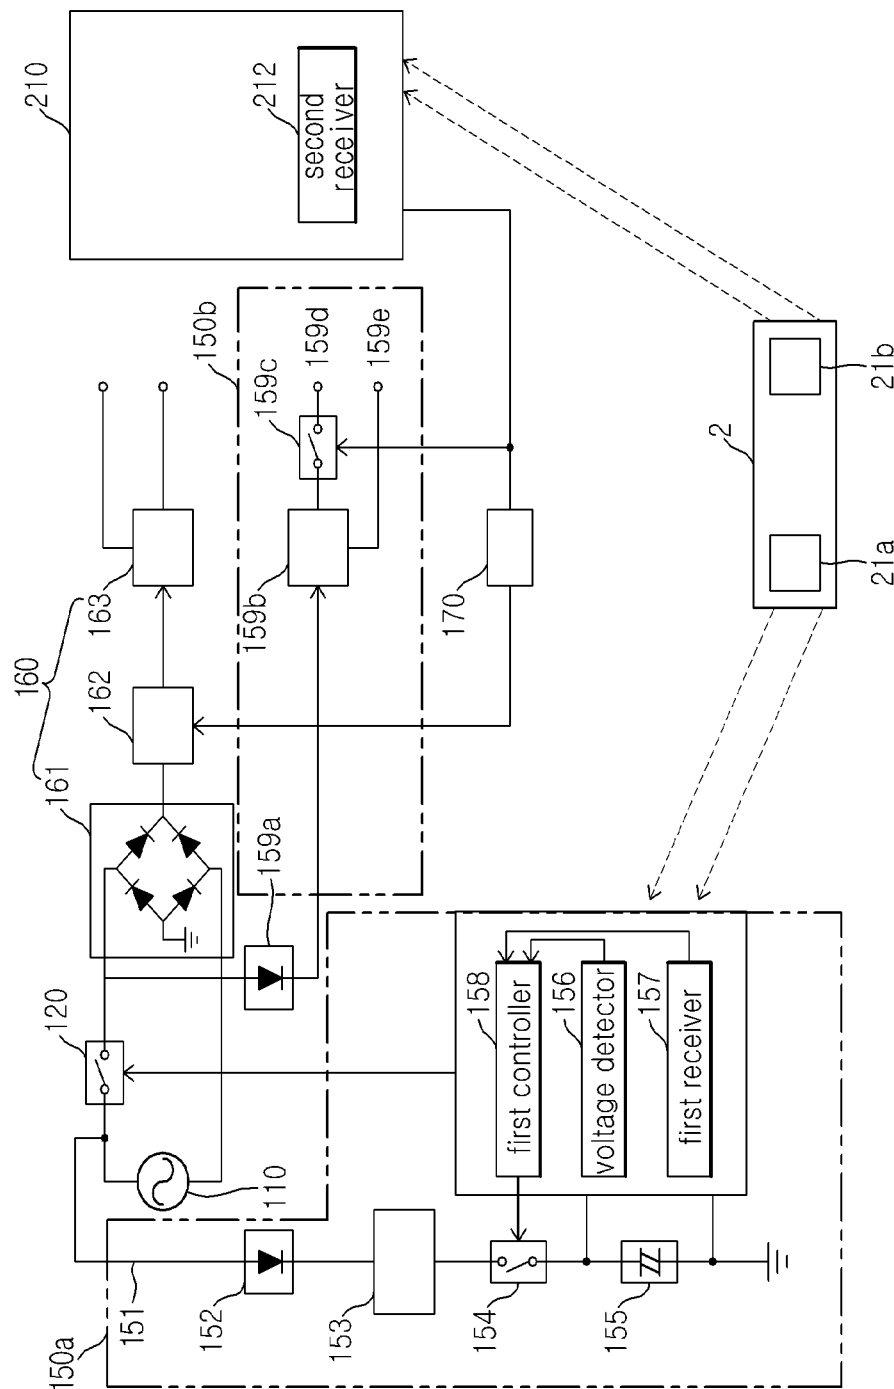 210
212
second
receiver
150b
159d
159e
159c
159b
163
160
162
161
159a
170
120
110
151
152
150a
153
154
155
158
first controller
156
voltage detector
157
first receiver
2
21a
21b